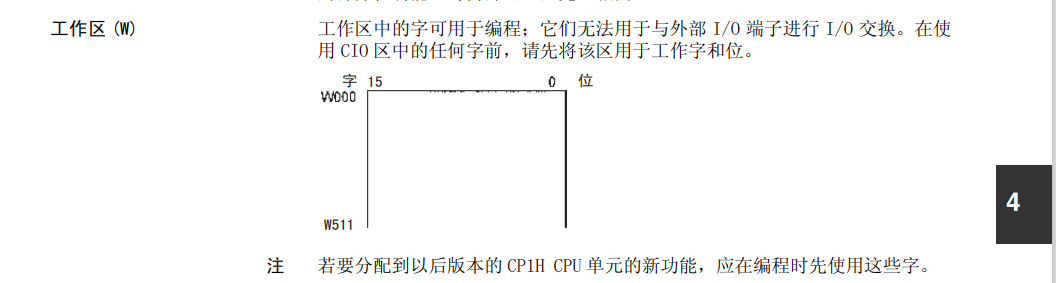 工作区 (W)
工作区中的字可用于编程；它们无法用于与外部 I/O 端子进行 I/O 交换。在使
用 CIO 区中的任何字前，请先将该区用于工作字和位。
字 15 0 位
W000
W511
4
注 若要分配到以后版本的 CP1H CPU 单元的新功能，应在编程时先使用这些字。